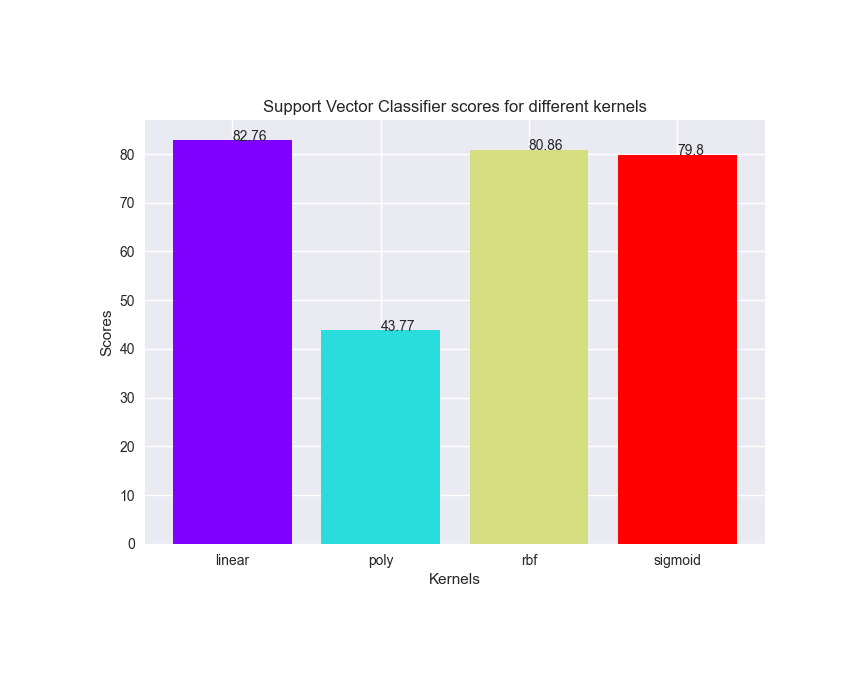 Support Vector Classifier scores for different kernels
82.76
43.77
80.86
79.8
80
70
60
50
40
30
20
10
0
Scores
linear
poly
rbf
sigmoid
Kernels